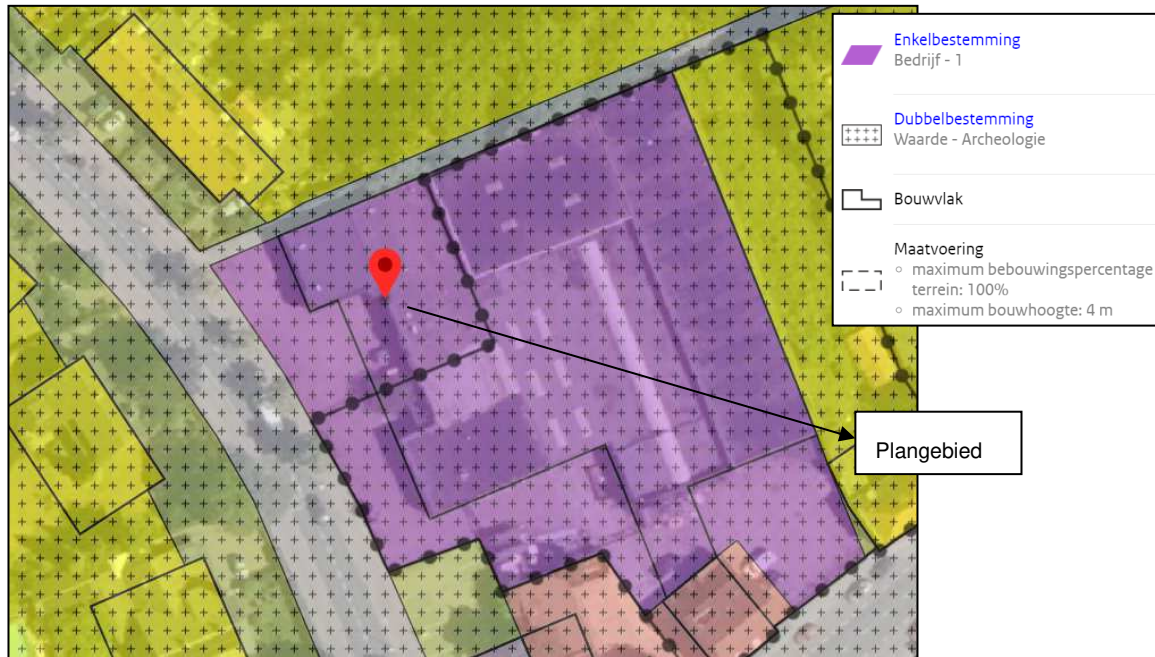 Enkelbestemming
Bedrijf - 1
Dubbelbestemming
Waarde - Archeologie
Bouwvlak
Maatvoering
○ maximum bebouwingspercentage
terrein: 100%
○ maximum bouwhoogte: 4 m
Plangebied